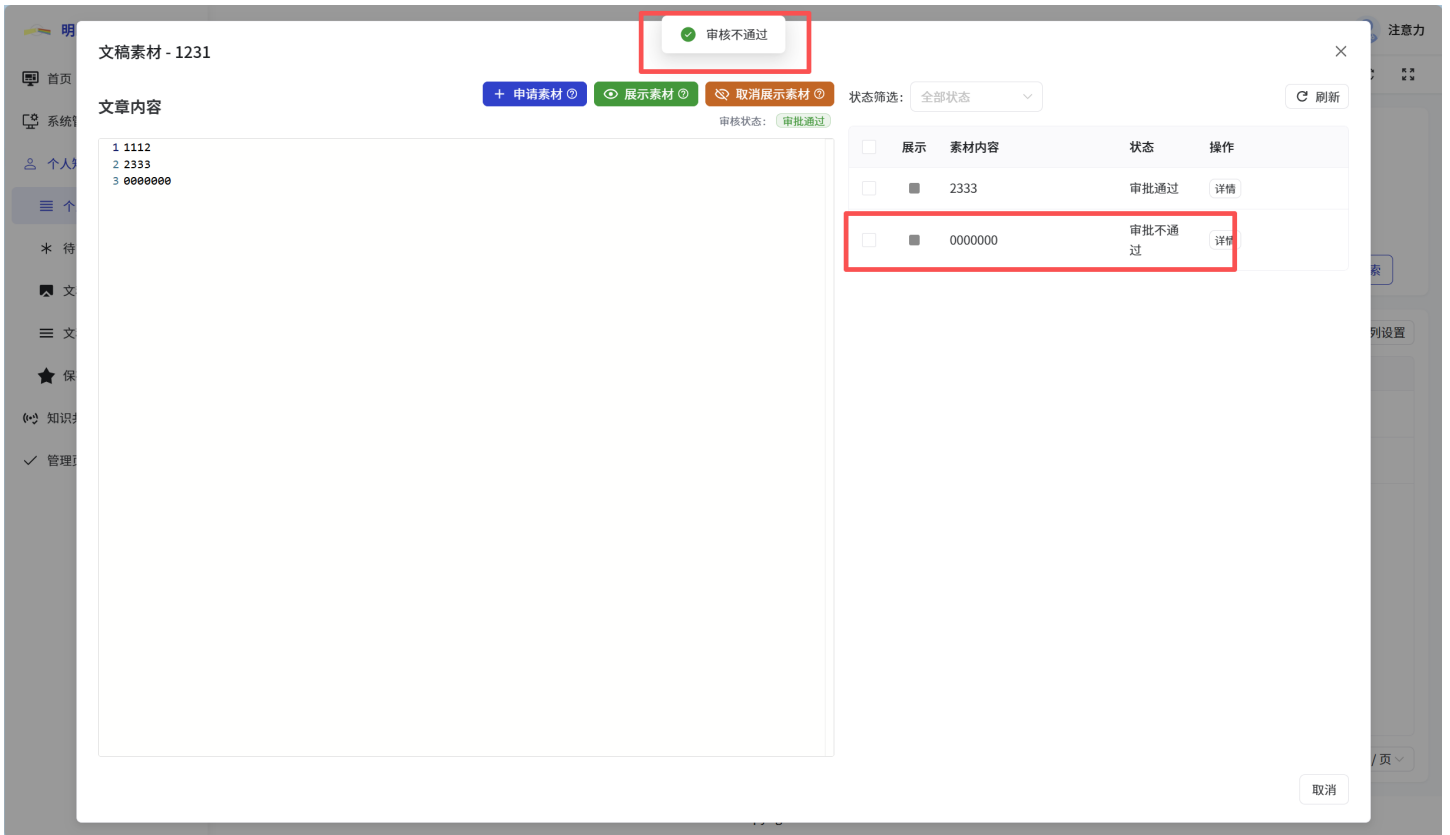 明
注意力
审核不通过
文稿素材 - 1231
首页
文章内容
申请素材
展示素材
取消展示素材
状态筛选：
全部状态
刷新
审核状态：
审批通过
系统
1 1112
2 2333
3 0000000
展示
素材内容
状态
操作
个人
2333
审批通过
详情
个
0000000
审批不通
过
详情
待
索
文
文
列设置
保
知识
管理
/ 页
取消